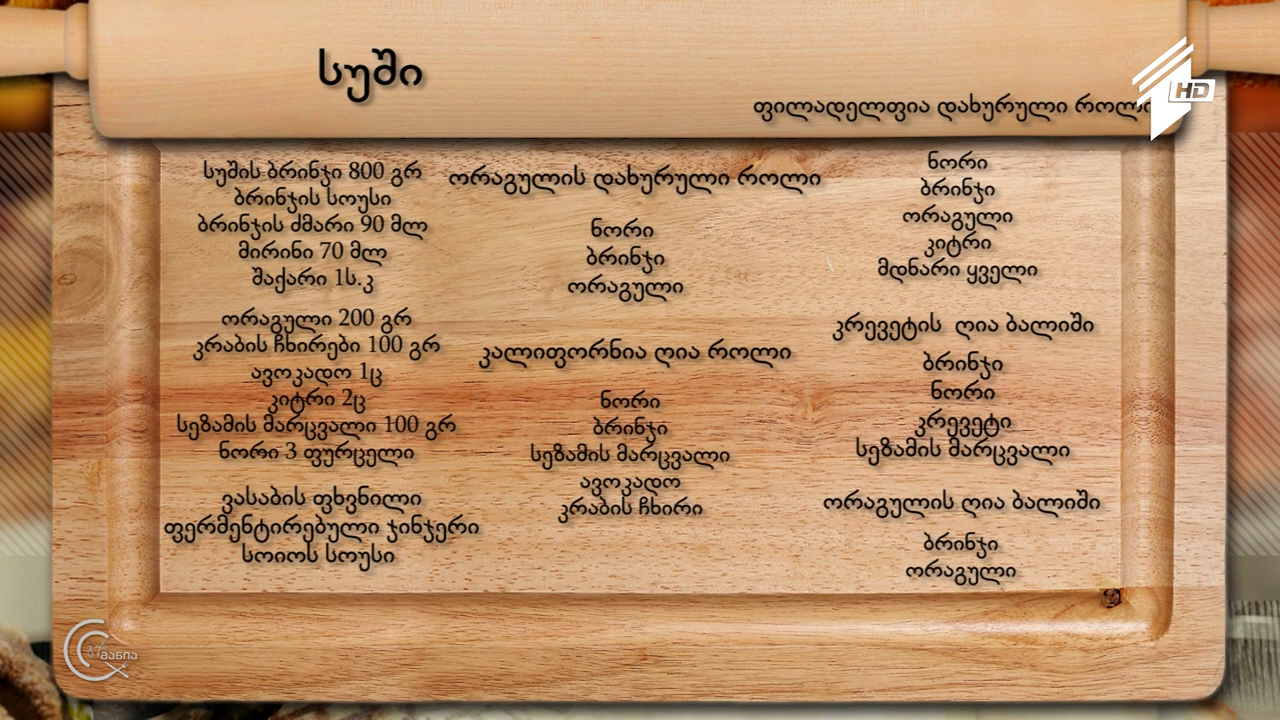 სუში
სუშის ბრინჯი 800 გრ
ბრინჯის სოუსი
ბრინჯის ძმარი 90 მლ
მირინი 70 მლ
შაქარი 1ს.კ
ორაგული 200 გრ
კრაბის ჩხირები 100 გრ
ავოკადო 1ც
კიტრი 2ც
სეზამის მარცვალი 100 გრ
ნორი 3 ფურცელი
ვასაბის ფხვნილი
ფერმენტირებული ჯინჯერი
სოიოს სოუსი
ორაგულის დახურული როლი
ნორი
ბრინჯი
ორაგული
კალიფორნია ღია როლი
ნორი
ბრინჯი
სეზამის მარცვალი
ავოკადო
კრაბის ჩხირი
ფილადელფია დახურული როლი
ნორი
ბრინჯი
ორაგული
კიტრი
მდნარი ყველი
კრევეტის ღია ბალიში
ბრინჯი
ნორი
კრევეტი
სეზამის მარცვალი
ორაგულის ღია ბალიში
ბრინჯი
ორაგული
HD
მანია